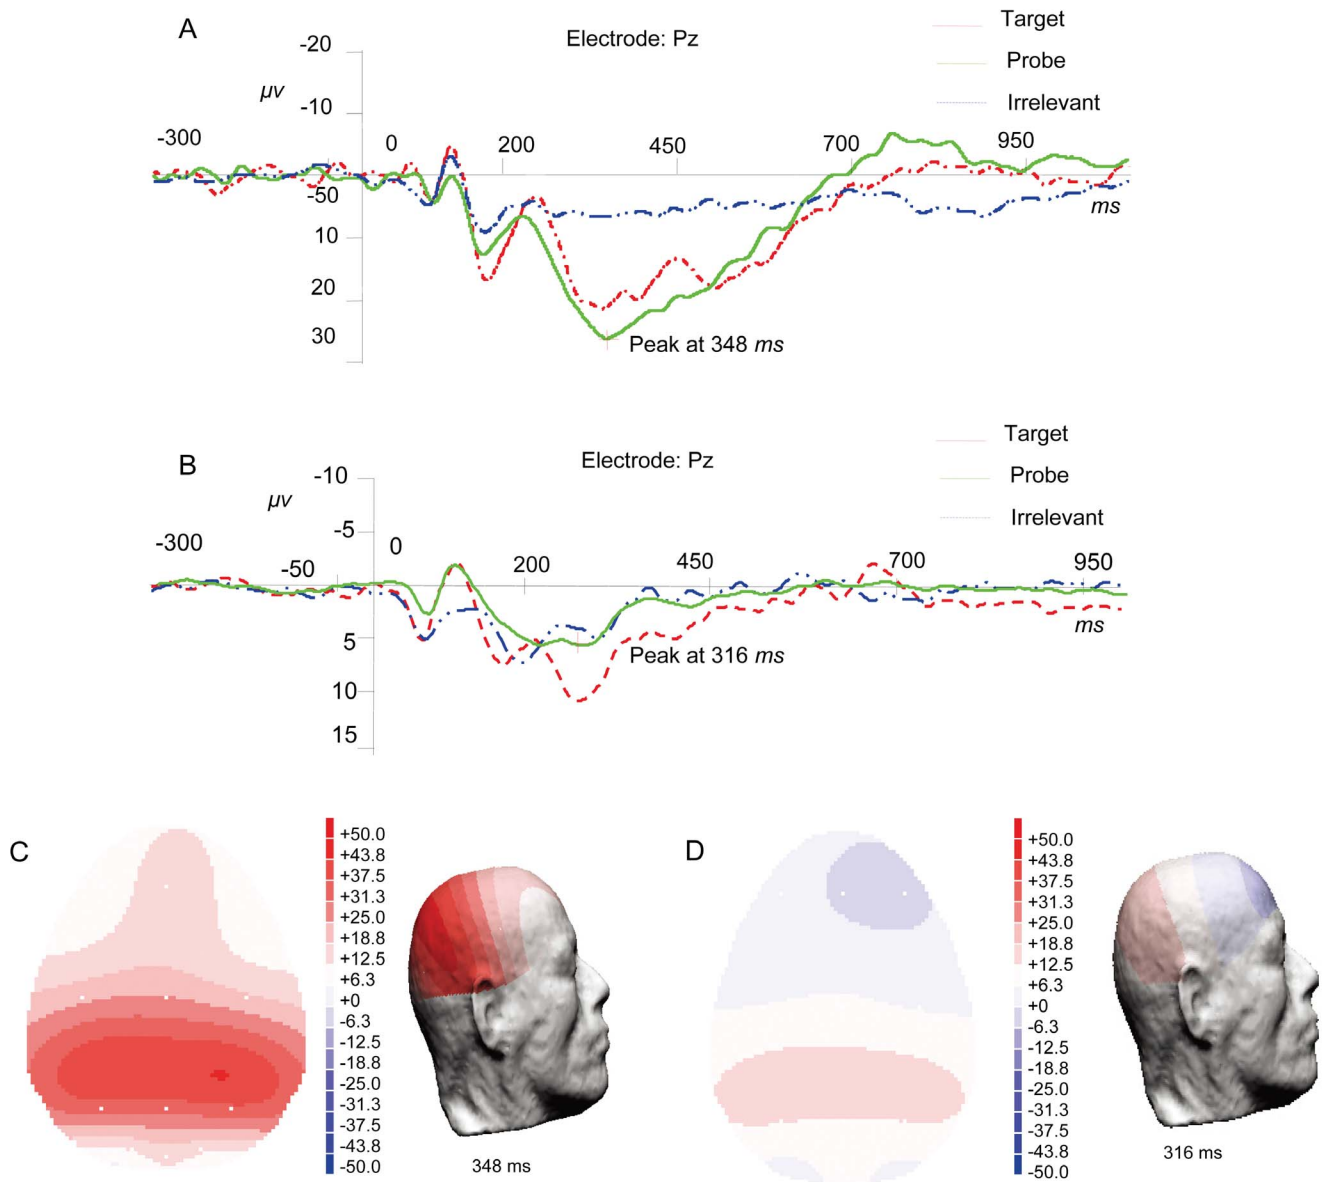 A
Electrode: Pz
Target
Probe
Irrelevant
-20
µv
-10
-300
0
200
450
700
950
-50
ms
10
20
30
Peak at 348 ms
B
Electrode: Pz
Target
Probe
Irrelevant
-10
µv
-5
-300
-50
0
200
450
700
950
ms
5
Peak at 316 ms
10
15
C
+50.0
+43.8
+37.5
+31.3
+25.0
+18.8
+12.5
+6.3
+0
-6.3
-12.5
-18.8
-25.0
-31.3
-37.5
-43.8
-50.0
348 ms
D
+50.0
+43.8
+37.5
+31.3
+25.0
+18.8
+12.5
+6.3
+0
-6.3
-12.5
-18.8
-25.0
-31.3
-37.5
-43.8
-50.0
316 ms